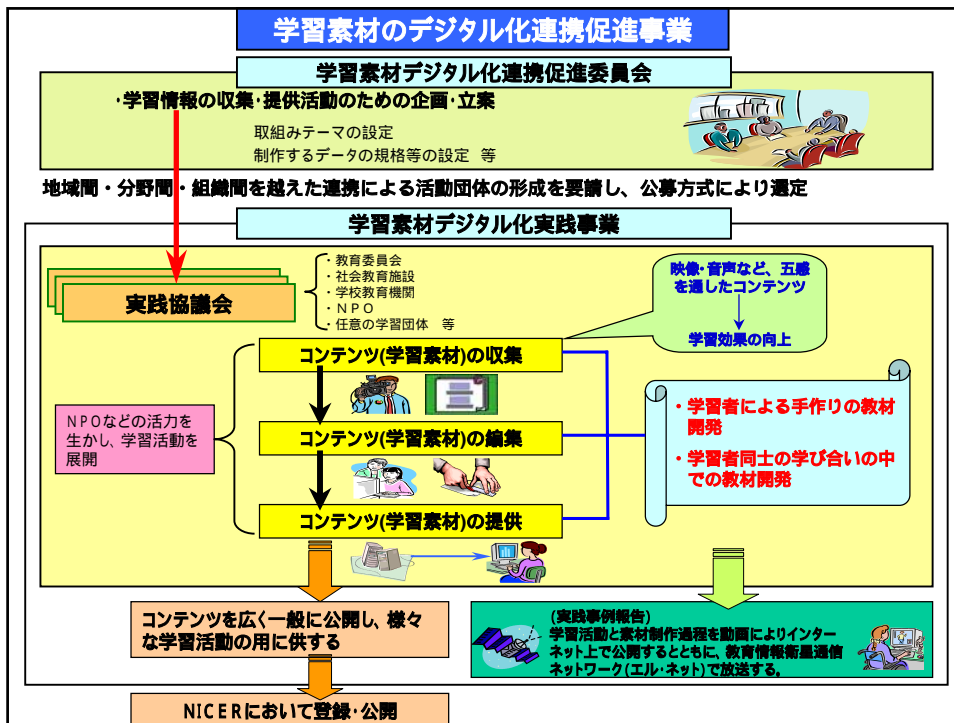 学習素材のデジタル化連携促進事業
学習素材デジタル化連携促進委員会
・学習情報の収集・提供活動のための企画・立案
取組みテーマの設定
制作するデータの規格等の設定 等
地域間・分野間・組織間を越えた連携による活動団体の形成を要請し、公募方式により選定
学習素材デジタル化実践事業
実践協議会
・教育委員会
・社会教育施設
・学校教育機関
・ＮＰＯ
・任意の学習団体 等
映像・音声など、五感
を通したコンテンツ
学習効果の向上
コンテンツ(学習素材)の収集
NPOなどの活力を
生かし、学習活動を
展開
コンテンツ(学習素材)の編集
・学習者による手作りの教材
開発
・学習者同士の学び合いの中
での教材開発
コンテンツ(学習素材)の提供
コンテンツを広く一般に公開し、様々
な学習活動の用に供する
(実践事例報告)
学習活動と素材制作過程を動画によりインター
ネット上で公開するとともに、教育情報衛星通信
ネットワーク(エル・ネット)で放送する。
NICERにおいて登録・公開